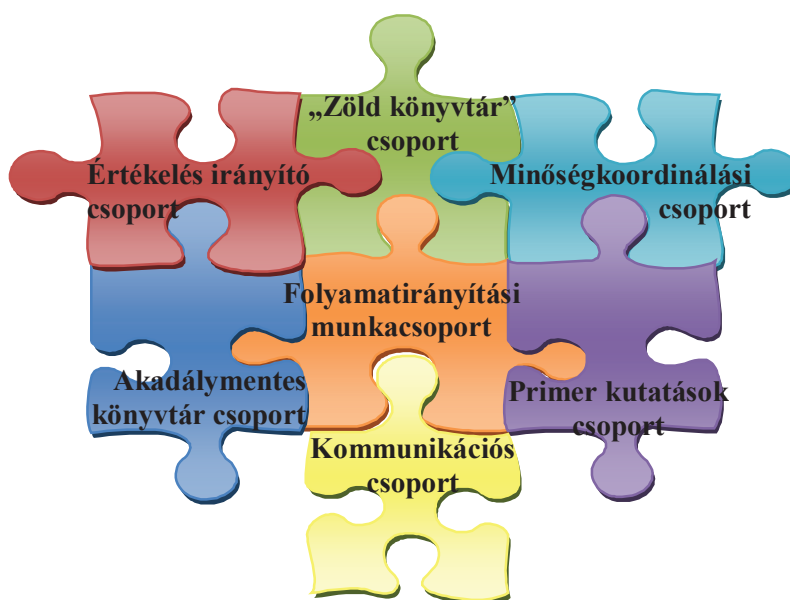 „Zöld könyvtár”
csoport
Értékelés irányító
csoport
Minőségkoordinálási
csoport
Folyamatirányítási
munkacsoport
Akadálymentes
könyvtár csoport
Primer kutatások
csoport
Kommunikációs
csoport